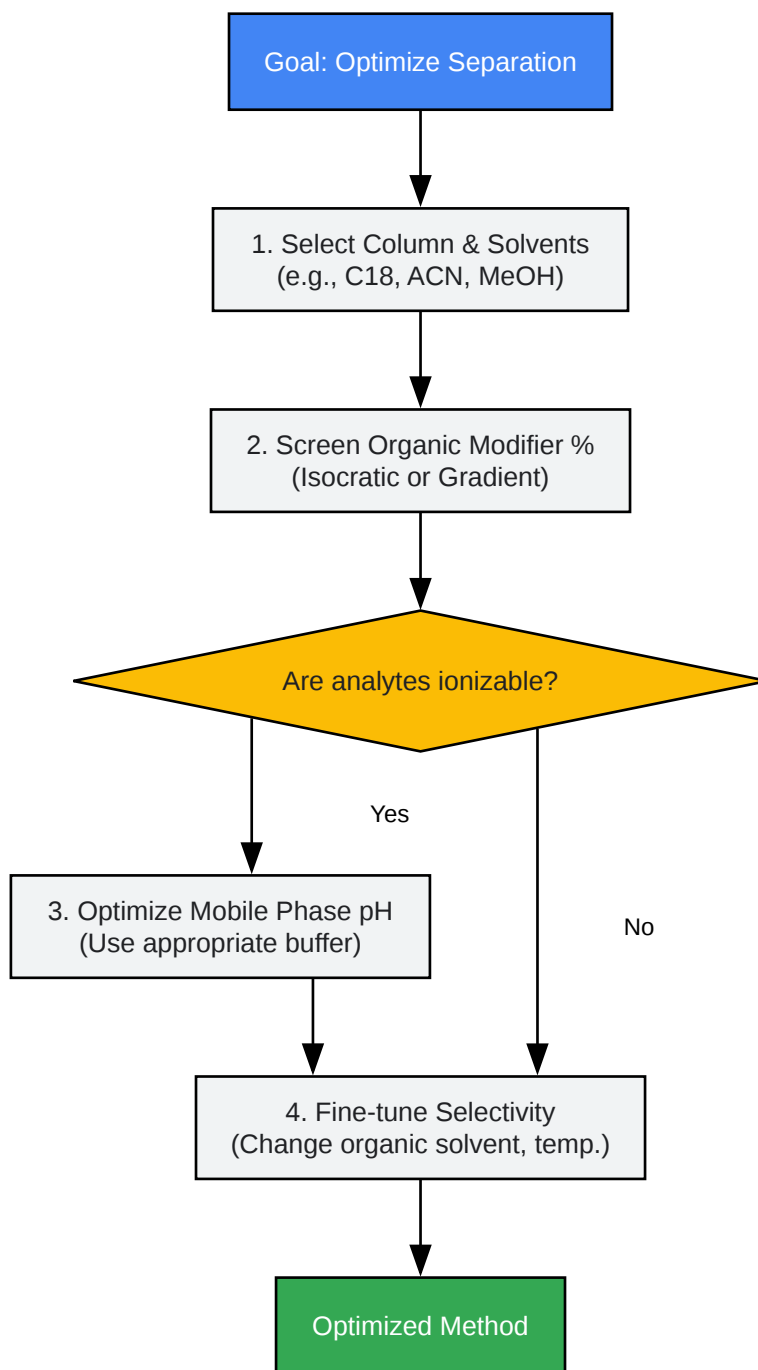 Goal: Optimize Separation
1. Select Column & Solvents
(e.g., C18, ACN, MeOH)
2. Screen Organic Modifier %
(Isocratic or Gradient)
Are analytes ionizable?
Yes
3. Optimize Mobile Phase pH
(Use appropriate buffer)
No
4. Fine-tune Selectivity
(Change organic solvent, temp.)
Optimized Method